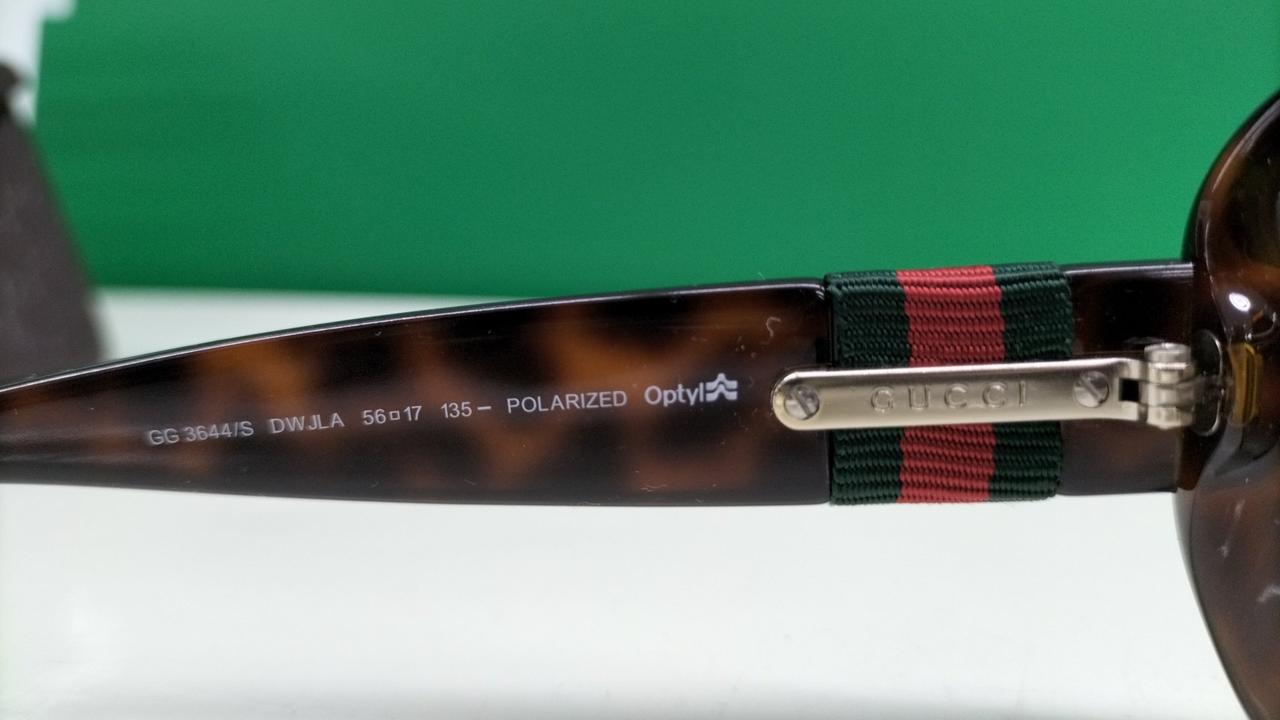 GG 3644/S DWJLA 56□17 135– POLARIZED Optyl
GUCCI